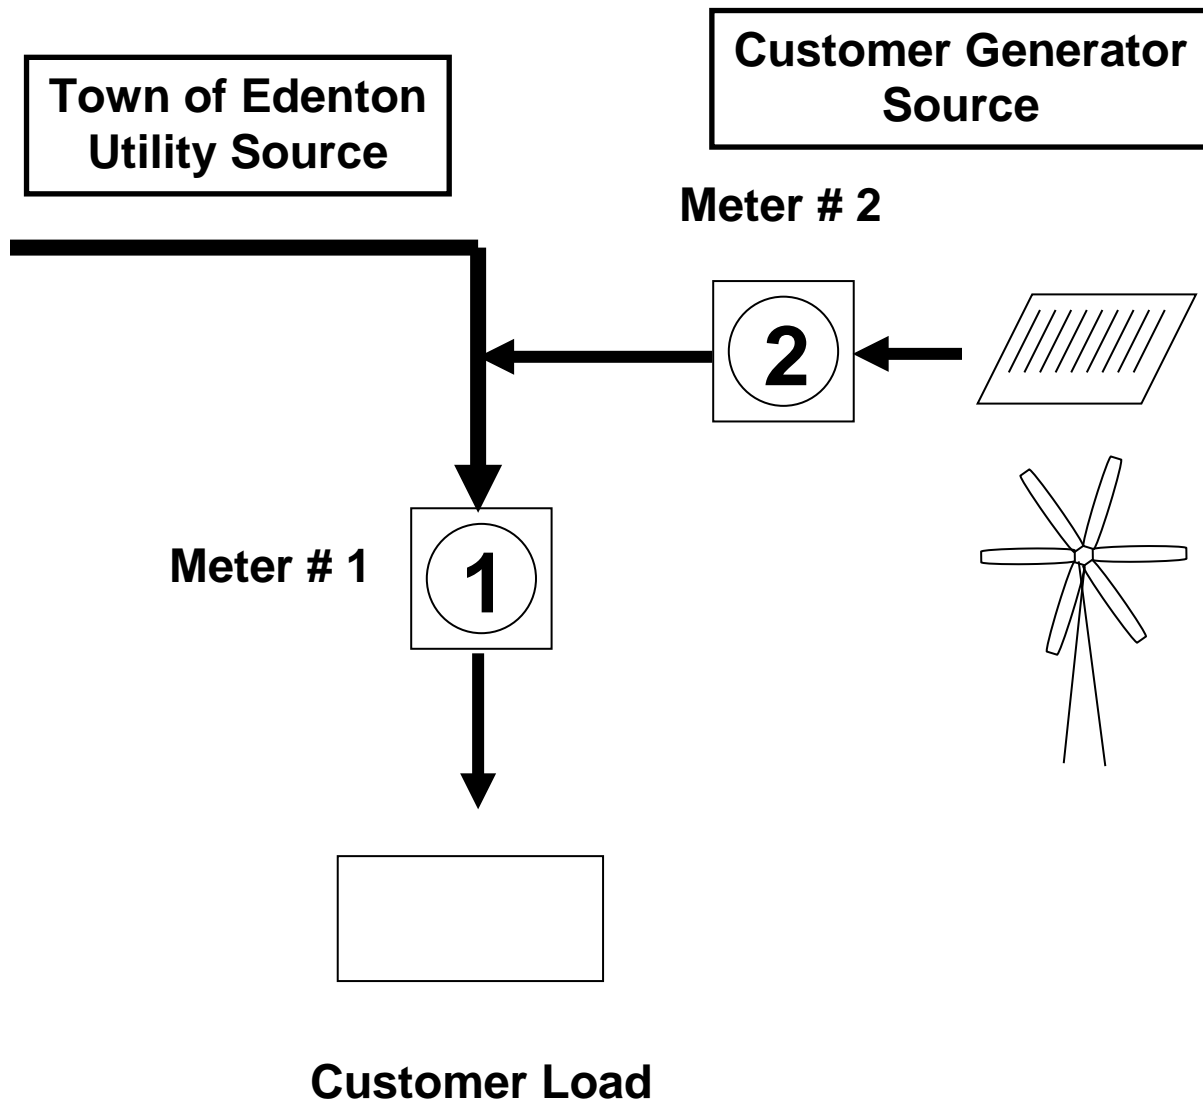 Town of Edenton
Utility Source
Customer Generator
Source
Meter # 2
2
Meter # 1
1
Customer Load